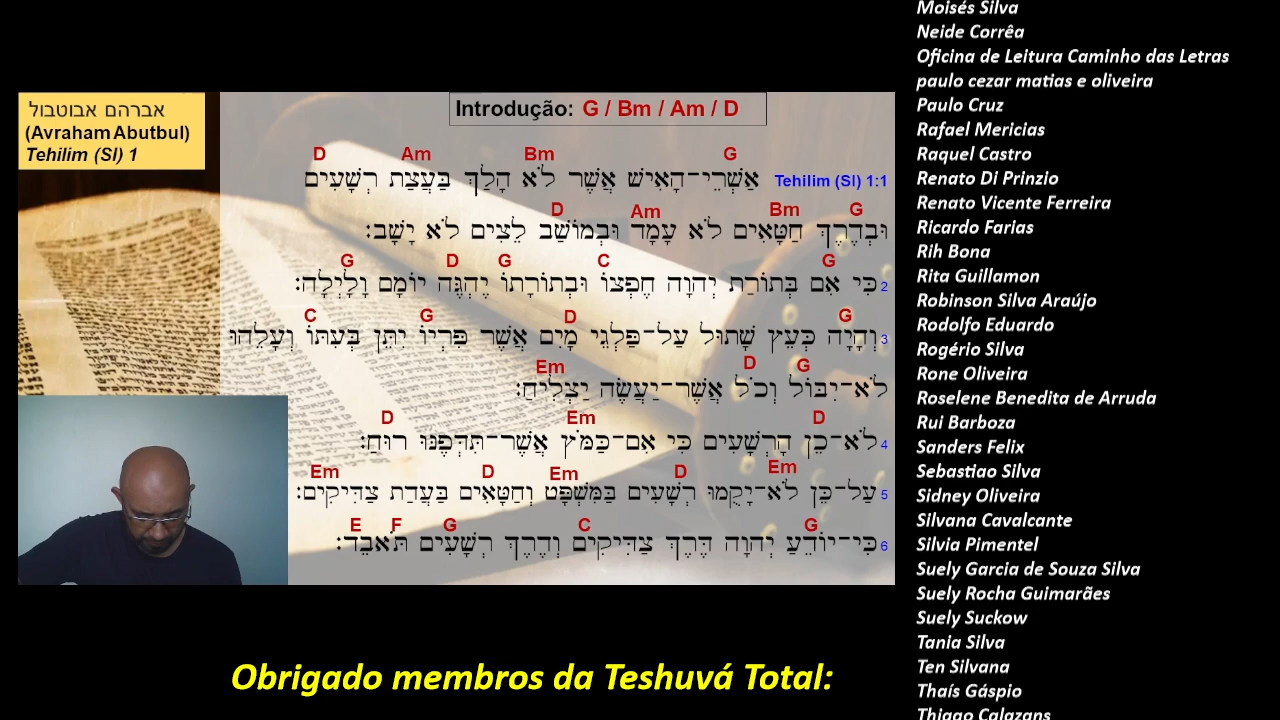 אברהם אבוטבול
(Avraham Abutbul)
Tehilim (Sl) 1
Introdução: G / Bm / Am / D
D Am Bm G
אַשְׁרֵי־הָאִישׁ אֲשֶׁר לֹא הָלַךְ בַּעֲצַת רְשָׁעִים Tehilim (Sl) 1:1
D Am Bm G
וּבְדֶרֶךְ חַטָּאִים לֹא עָמָד וּבְמוֹשַׁב לֵצִים לֹא יָשָׁב:
G D G C G
2 כִּי אִם בְּתוֹרַת יְהוָה חֶפְצוֹ וּבְתוֹרָתוֹ יֶהְגֶּה יוֹמָם וָלָיְלָה:
C G D G
3 וְהָיָה כְּעֵץ שָׁתוּל עַל־פַּלְגֵי מָיִם אֲשֶׁר פִּרְיוֹ יִתֵּן בְּעִתּוֹ וְעָלֵהוּ
Em D G
לֹא־יִבּוֹל וְכֹל אֲשֶׁר־יַעֲשֶׂה יַצְלִיחַ:
D Em D
4 לֹא־כֵן הָרְשָׁעִים כִּי אִם־כַּמֹּץ אֲשֶׁר־תִּדְּפֶנּוּ רוּחַ:
Em D Em D Em
5 עַל־כֵּן לֹא־יָקֻמוּ רְשָׁעִים בַּמִּשְׁפָּט וְחַטָּאִים בַּעֲדַת צַדִּיקִים:
E F G C G
6 כִּי־יוֹדֵעַ יְהוָה דֶּרֶךְ צַדִּיקִים וְדֶרֶךְ רְשָׁעִים תֹּאבֵד:
Obrigado membros da Teshuvá Total:
Moisés Silva
Neide Corrêa
Oficina de Leitura Caminho das Letras
paulo cezar matias e oliveira
Paulo Cruz
Rafael Mericias
Raquel Castro
Renato Di Prinzio
Renato Vicente Ferreira
Ricardo Farias
Rih Bona
Rita Guillamon
Robinson Silva Araújo
Rodolfo Eduardo
Rogério Silva
Rone Oliveira
Roselene Benedita de Arruda
Rui Barboza
Sanders Felix
Sebastiao Silva
Sidney Oliveira
Silvana Cavalcante
Silvia Pimentel
Suely Garcia de Souza Silva
Suely Rocha Guimarães
Suely Suckow
Tania Silva
Ten Silvana
Thaís Gáspio
Thiago Calazans